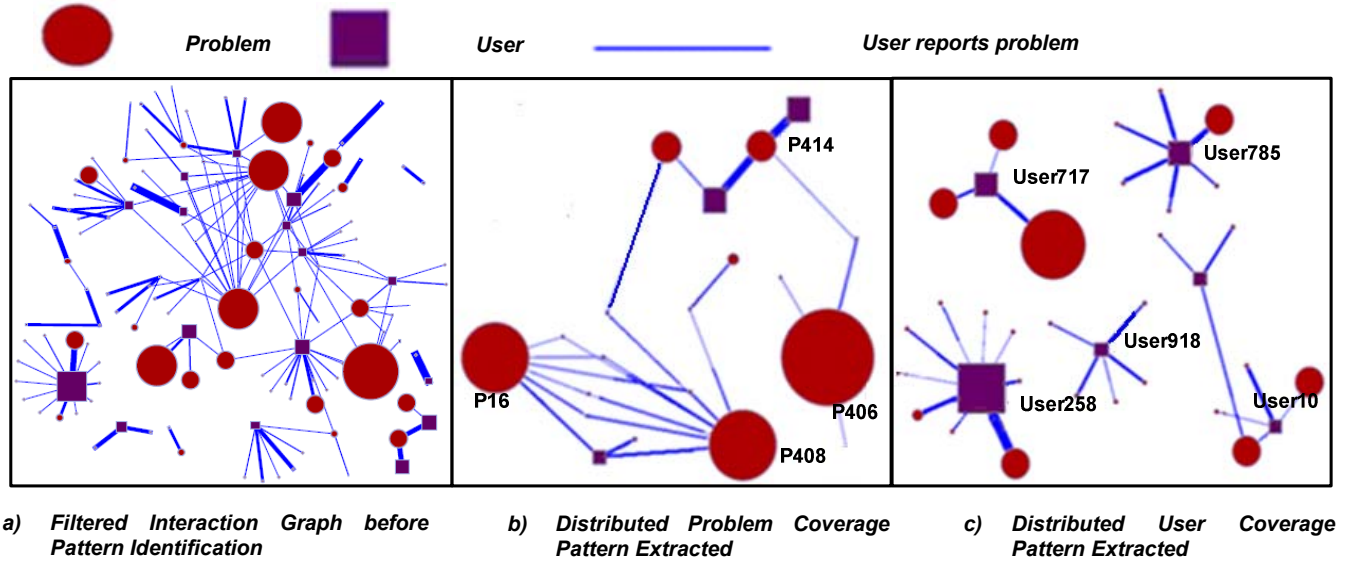 Problem
User
User reports problem
P414
P16
P406
P408
User785
User717
User918
User258
User10
a) Filtered Interaction Graph before
Pattern Identification
b) Distributed Problem Coverage
Pattern Extracted
c) Distributed User Coverage
Pattern Extracted